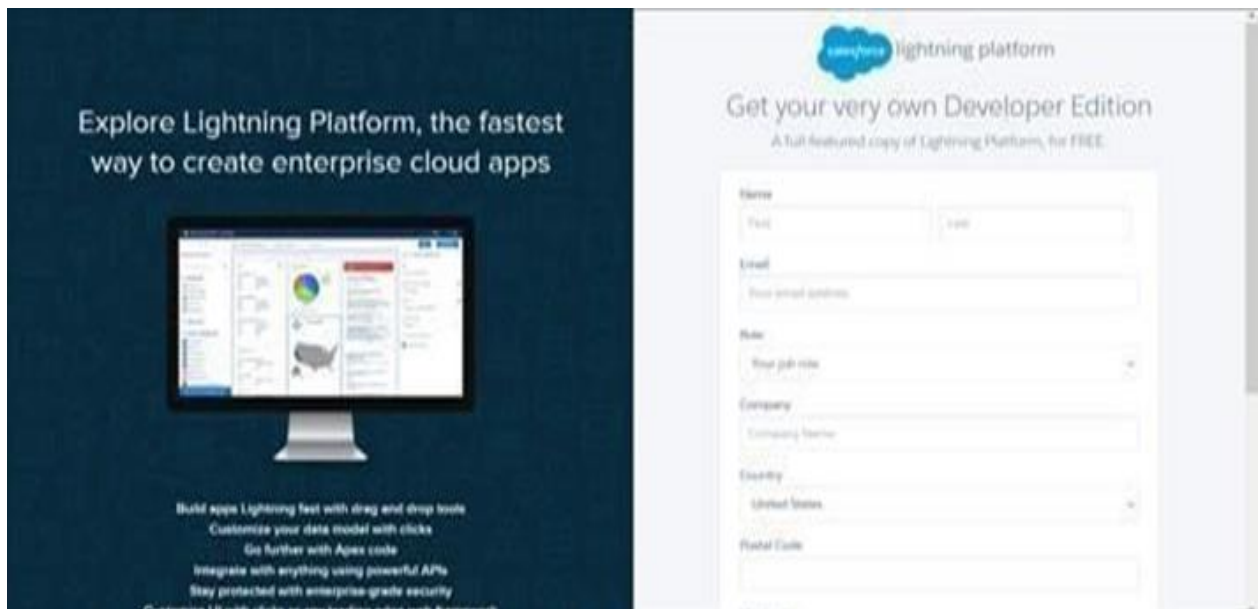 Explore Lightning Platform, the fastest
way to create enterprise cloud apps
Build apps Lightning fast with drag and drop tools
Customize your data model with clicks
Go further with Apex code
Integrate with anything using powerful APIs
Stay protected with enterprise-grade security
salesforce lightning platform
Get your very own Developer Edition
A full featured copy of Lightning Platform, for FREE.
Name
First Last
Email
Your email address
Role
Your job role
Company
Company Name
Country
United States
Postal Code